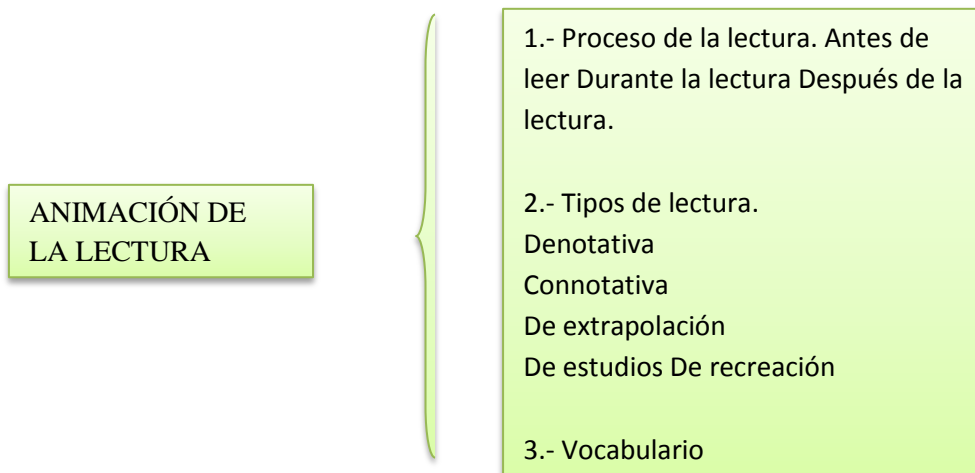 ANIMACIÓN DE
LA LECTURA
1.- Proceso de la lectura. Antes de
leer Durante la lectura Después de la
lectura.
2.- Tipos de lectura.
Denotativa
Connotativa
De extrapolación
De estudios De recreación
3.- Vocabulario